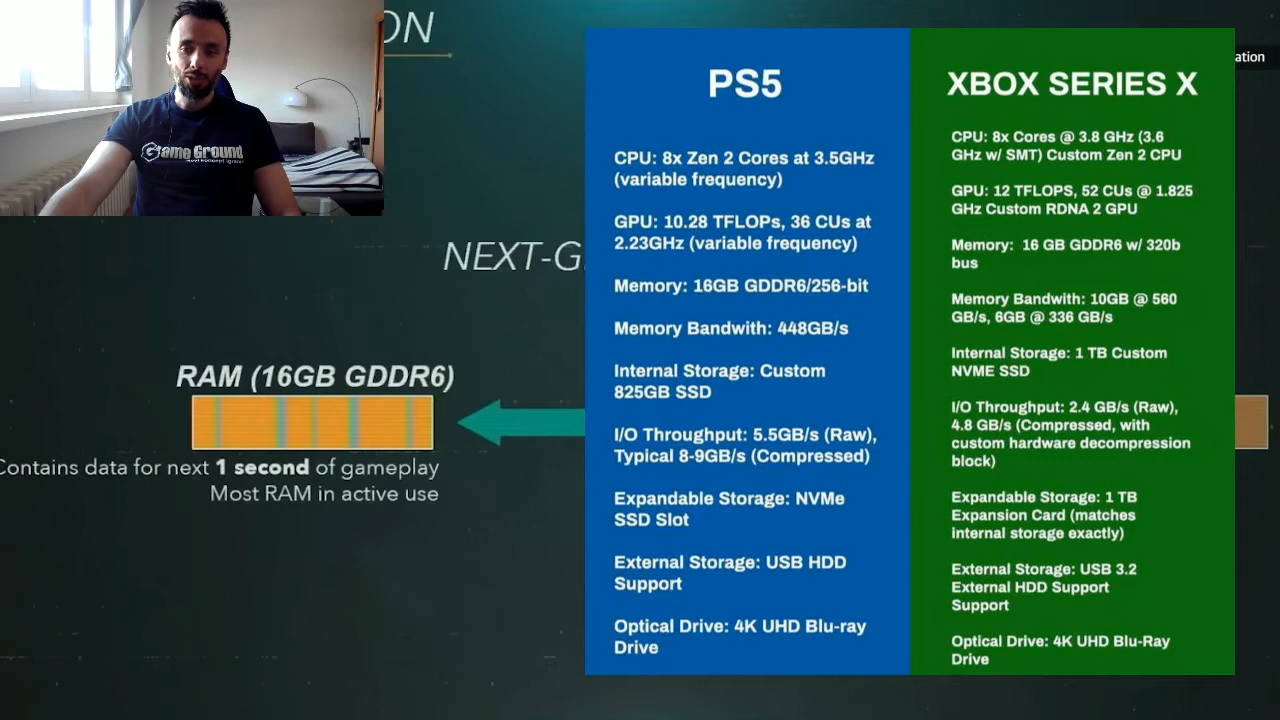 ON
ation
Game Ground
NEXT-G
RAM (16GB GDDR6)
Contains data for next 1 second of gameplay
Most RAM in active use
PS5
CPU: 8x Zen 2 Cores at 3.5GHz
(variable frequency)
GPU: 10.28 TFLOPs, 36 CUs at
2.23GHz (variable frequency)
Memory: 16GB GDDR6/256-bit
Memory Bandwith: 448GB/s
Internal Storage: Custom
825GB SSD
I/O Throughput: 5.5GB/s (Raw),
Typical 8-9GB/s (Compressed)
Expandable Storage: NVMe
SSD Slot
External Storage: USB HDD
Support
Optical Drive: 4K UHD Blu-ray
Drive
XBOX SERIES X
CPU: 8x Cores @ 3.8 GHz (3.6
GHz w/ SMT) Custom Zen 2 CPU
GPU: 12 TFLOPS, 52 CUs @ 1.825
GHz Custom RDNA 2 GPU
Memory: 16 GB GDDR6 w/ 320b
bus
Memory Bandwith: 10GB @ 560
GB/s, 6GB @ 336 GB/s
Internal Storage: 1 TB Custom
NVME SSD
I/O Throughput: 2.4 GB/s (Raw),
4.8 GB/s (Compressed, with
custom hardware decompression
block)
Expandable Storage: 1 TB
Expansion Card (matches
internal storage exactly)
External Storage: USB 3.2
External HDD Support
Support
Optical Drive: 4K UHD Blu-Ray
Drive